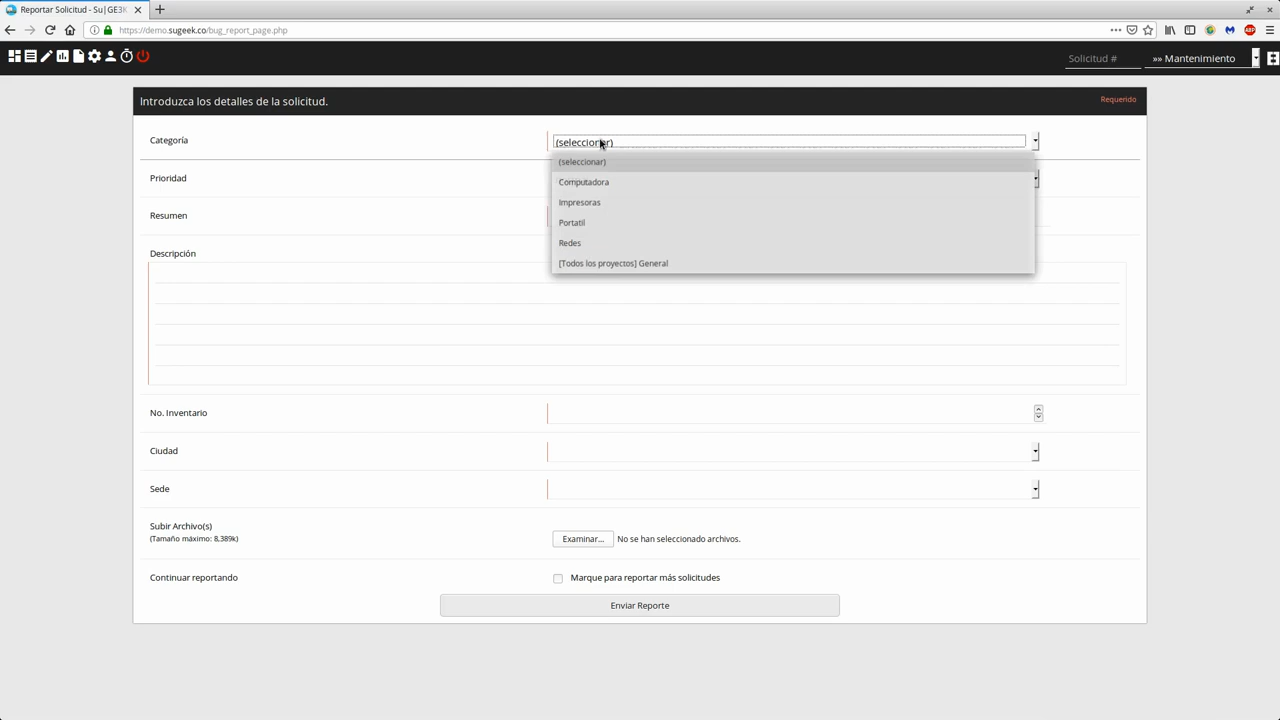 Reportar Solicitud - Su|GE3K
https://demo.sugeek.co/bug_report_page.php
Solicitud #
»» Mantenimiento
Introduzca los detalles de la solicitud.
Requerido
Categoría
(seleccionar)
(seleccionar)
Computadora
Impresoras
Portatil
Redes
[Todos los proyectos] General
Prioridad
Resumen
Descripción
No. Inventario
Ciudad
Sede
Subir Archivo(s)
(Tamaño máximo: 8,389k)
Examinar... No se han seleccionado archivos.
Continuar reportando
Marque para reportar más solicitudes
Enviar Reporte